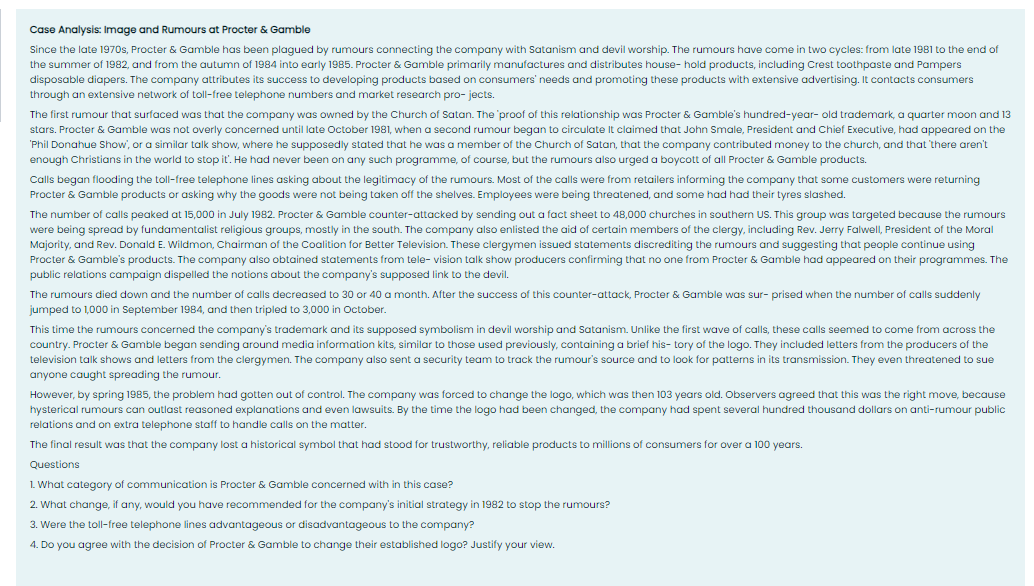 Case Analysis: Image and Rumours at Procter & Gamble
Since the late 1970s, Procter & Gamble has been plagued by rumours connecting the company with Satanism and devil worship. The rumours have come in two cycles: from late 1981 to the end of
the summer of 1982, and from the autumn of 1984 into early 1985. Procter & Gamble primarily manufactures and distributes house- hold products, including Crest toothpaste and Pampers
disposable diapers. The company attributes its success to developing products based on consumers' needs and promoting these products with extensive advertising. It contacts consumers
through an extensive network of toll-free telephone numbers and market research pro- jects.
The first rumour that surfaced was that the company was owned by the Church of Satan. The 'proof of this relationship was Procter & Gamble's hundred-year- old trademark, a quarter moon and 13
stars. Procter & Gamble was not overly concerned until late October 1981, when a second rumour began to circulate It claimed that John Smale, President and Chief Executive, had appeared on the
'Phil Donahue Show', or a similar talk show, where he supposedly stated that he was a member of the Church of Satan, that the company contributed money to the church, and that 'there aren't
enough Christians in the world to stop it'. He had never been on any such programme, of course, but the rumours also urged a boycott of all Procter & Gamble products.
Calls began flooding the toll-free telephone lines asking about the legitimacy of the rumours. Most of the calls were from retailers informing the company that some customers were returning
Procter & Gamble products or asking why the goods were not being taken off the shelves. Employees were being threatened, and some had had their tyres slashed.
The number of calls peaked at 15,000 in July 1982. Procter & Gamble counter-attacked by sending out a fact sheet to 48,000 churches in southern US. This group was targeted because the rumours
were being spread by fundamentalist religious groups, mostly in the south. The company also enlisted the aid of certain members of the clergy, including Rev. Jerry Falwell, President of the Moral
Majority, and Rev. Donald E. Wildmon, Chairman of the Coalition for Better Television. These clergymen issued statements discrediting the rumours and suggesting that people continue using
Procter & Gamble's products. The company also obtained statements from tele- vision talk show producers confirming that no one from Procter & Gamble had appeared on their programmes. The
public relations campaign dispelled the notions about the company's supposed link to the devil.
The rumours died down and the number of calls decreased to 30 or 40 a month. After the success of this counter-attack, Procter & Gamble was sur- prised when the number of calls suddenly
jumped to 1,000 in September 1984, and then tripled to 3,000 in October.
This time the rumours concerned the company's trademark and its supposed symbolism in devil worship and Satanism. Unlike the first wave of calls, these calls seemed to come from across the
country. Procter & Gamble began sending around media information kits, similar to those used previously, containing a brief his- tory of the logo. They included letters from the producers of the
television talk shows and letters from the clergymen. The company also sent a security team to track the rumour's source and to look for patterns in its transmission. They even threatened to sue
anyone caught spreading the rumour.
However, by spring 1985, the problem had gotten out of control. The company was forced to change the logo, which was then 103 years old. Observers agreed that this was the right move, because
hysterical rumours can outlast reasoned explanations and even lawsuits. By the time the logo had been changed, the company had spent several hundred thousand dollars on anti-rumour public
relations and on extra telephone staff to handle calls on the matter.
The final result was that the company lost a historical symbol that had stood for trustworthy, reliable products to millions of consumers for over a 100 years.
Questions
1. What category of communication is Procter & Gamble concerned with in this case?
2. What change, if any, would you have recommended for the company's initial strategy in 1982 to stop the rumours?
3. Were the toll-free telephone lines advantageous or disadvantageous to the company?
4. Do you agree with the decision of Procter & Gamble to change their established logo? Justify your view.